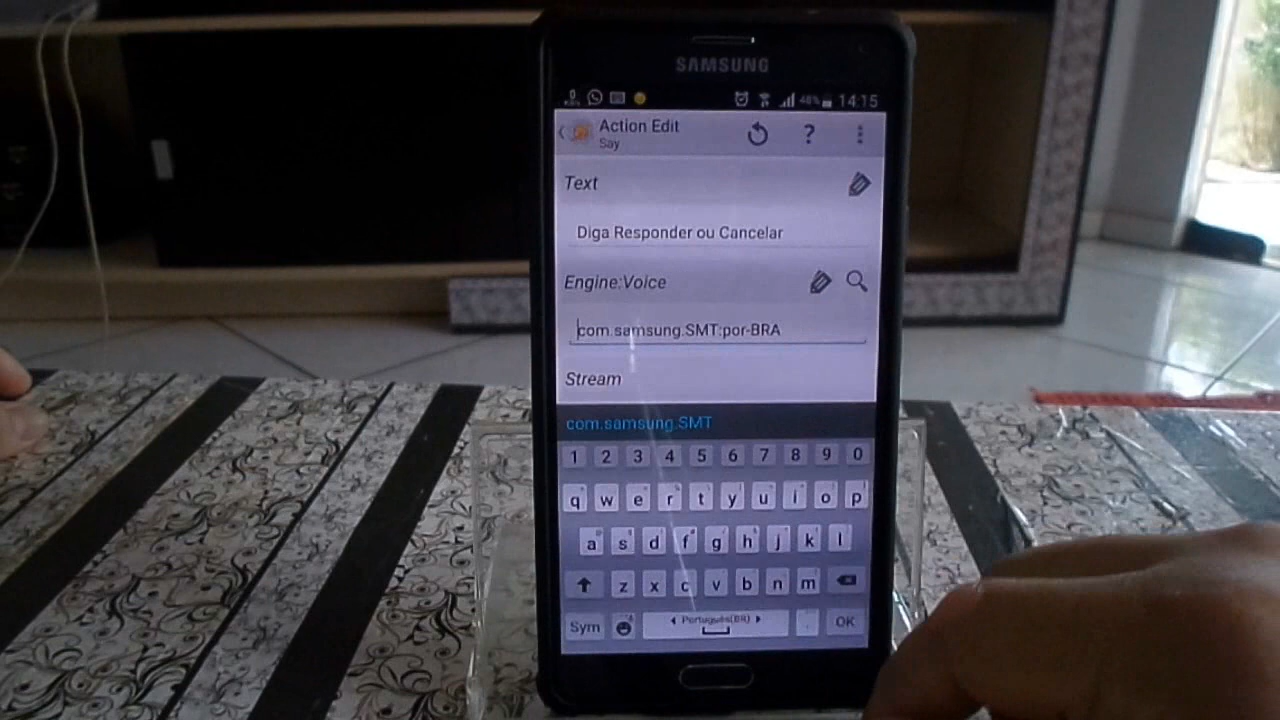 SAMSUNG
48% 14:15
Action Edit
Say
?
Text
Diga Responder ou Cancelar
Engine:Voice
com.samsung.SMT:por-BRA
Stream
com.samsung.SMT
1 2 3 4 5 6 7 8 9 0
q w e r t y u i o p
a s d f g h j k l
z x c v b n m
Sym Português(BR) . OK